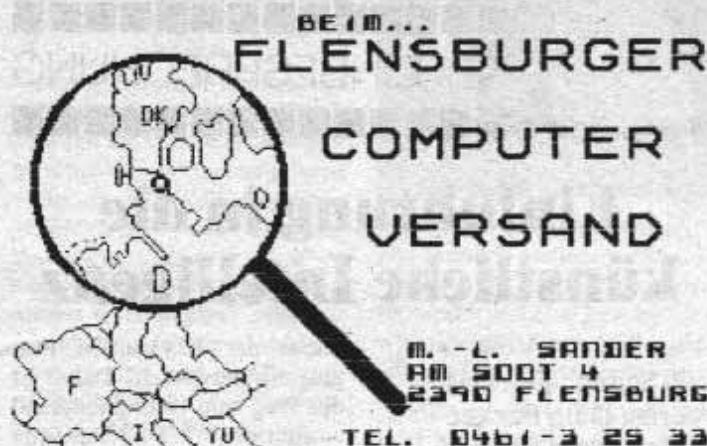 BEIM...
FLENSBURGER
COMPUTER
VERSAND
DK
D
F
I
YU
M.-L. SANDER
AM SODT 4
2390 FLENSBURG
TEL. 0461-3 25 33